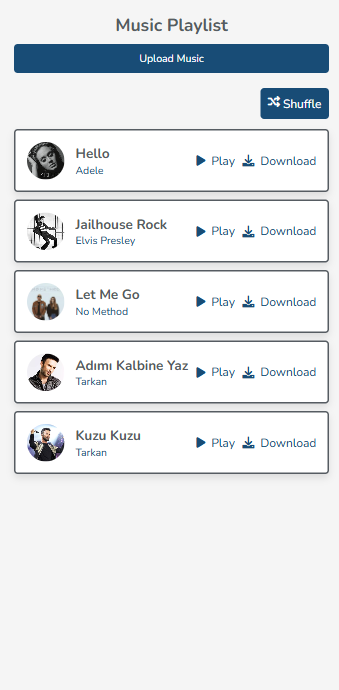 Music Playlist
Upload Music
Shuffle
Hello
Adele
Play Download
Jailhouse Rock
Elvis Presley
Play Download
Let Me Go
No Method
Play Download
Adımı Kalbine Yaz
Tarkan
Play Download
Kuzu Kuzu
Tarkan
Play Download